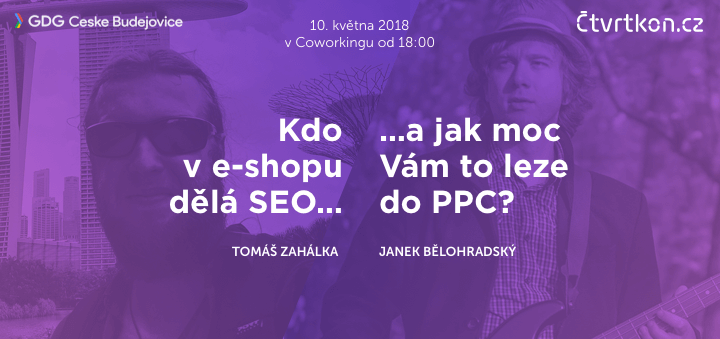 GDG Ceske Budejovice
10. května 2018
v Coworkingu od 18:00
Čtvrtkon.cz
Kdo
v e-shopu
dělá SEO...
TOMÁŠ ZAHÁLKA
...a jak moc
Vám to leze
do PPC?
JANEK BĚLOHRADSKÝ